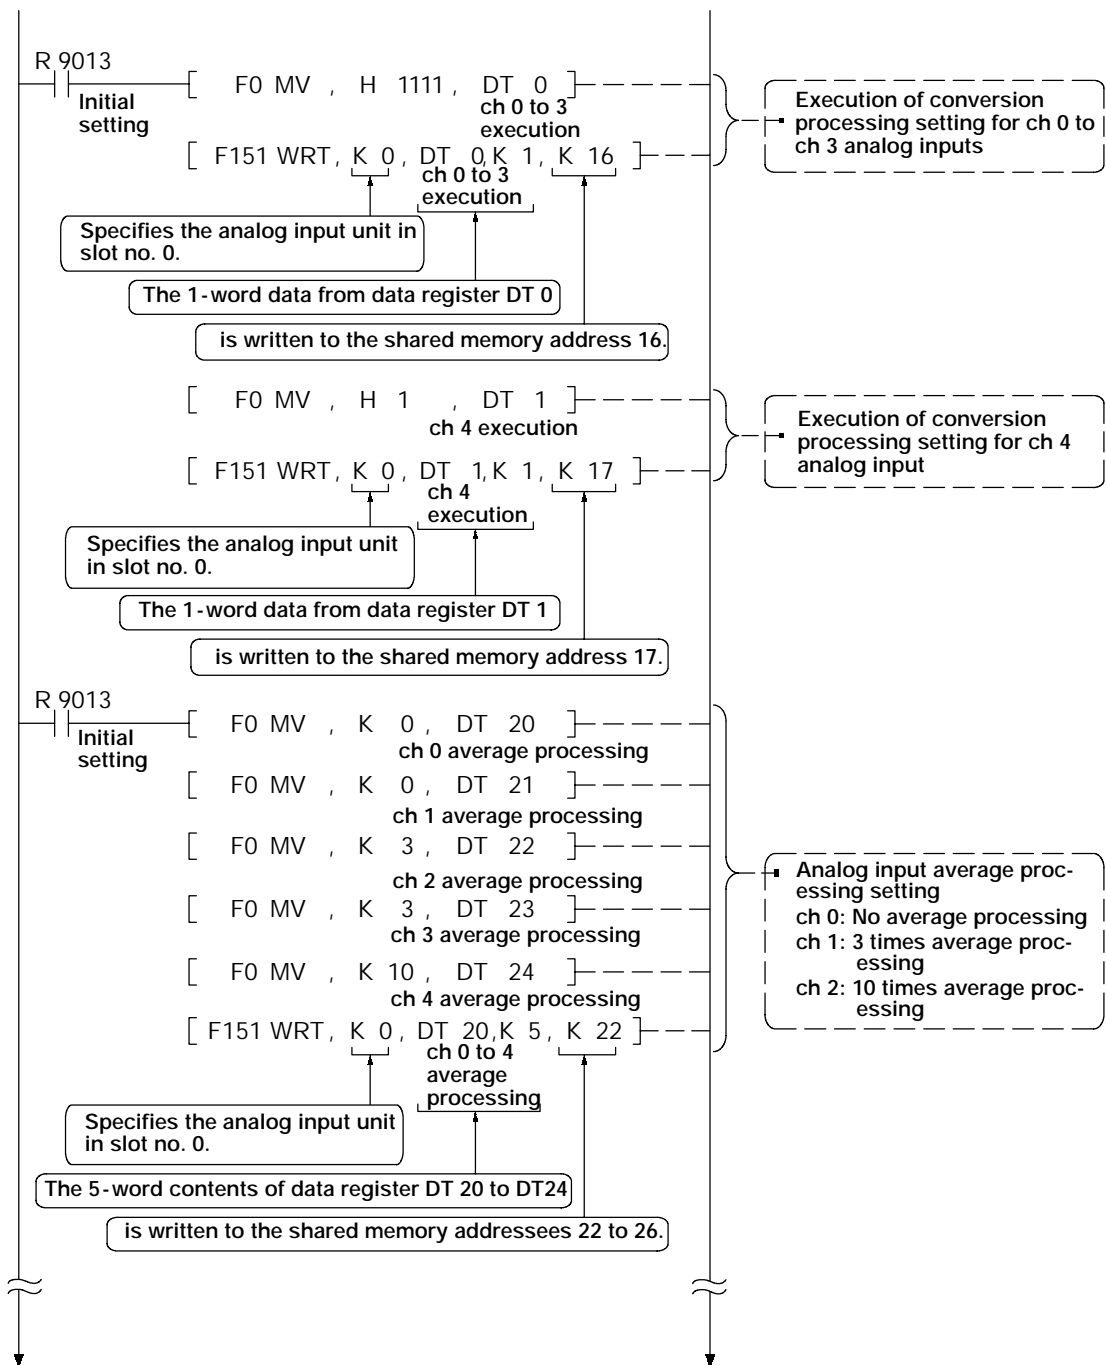 R 9013
Initial
setting
[ F0 MV , H 1111 , DT 0 ]
ch 0 to 3
execution
[ F151 WRT, K 0, DT 0,K 1, K 16 ]
ch 0 to 3
execution
Execution of conversion
processing setting for ch 0 to
ch 3 analog inputs
Specifies the analog input unit in
slot no. 0.
The 1-word data from data register DT 0
is written to the shared memory address 16.
[ F0 MV , H 1 , DT 1 ]
ch 4 execution
[ F151 WRT, K 0, DT 1,K 1, K 17 ]
ch 4
execution
Execution of conversion
processing setting for ch 4
analog input
Specifies the analog input unit
in slot no. 0.
The 1-word data from data register DT 1
is written to the shared memory address 17.
R 9013
Initial
setting
[ F0 MV , K 0 , DT 20 ]
ch 0 average processing
[ F0 MV , K 0 , DT 21 ]
ch 1 average processing
[ F0 MV , K 3 , DT 22 ]
ch 2 average processing
[ F0 MV , K 3 , DT 23 ]
ch 3 average processing
[ F0 MV , K 10 , DT 24 ]
ch 4 average processing
[ F151 WRT, K 0, DT 20,K 5, K 22 ]
ch 0 to 4
average
processing
Analog input average proc-
essing setting
ch 0: No average processing
ch 1: 3 times average proc-
essing
ch 2: 10 times average proc-
essing
Specifies the analog input unit
in slot no. 0.
The 5-word contents of data register DT 20 to DT24
is written to the shared memory addressees 22 to 26.